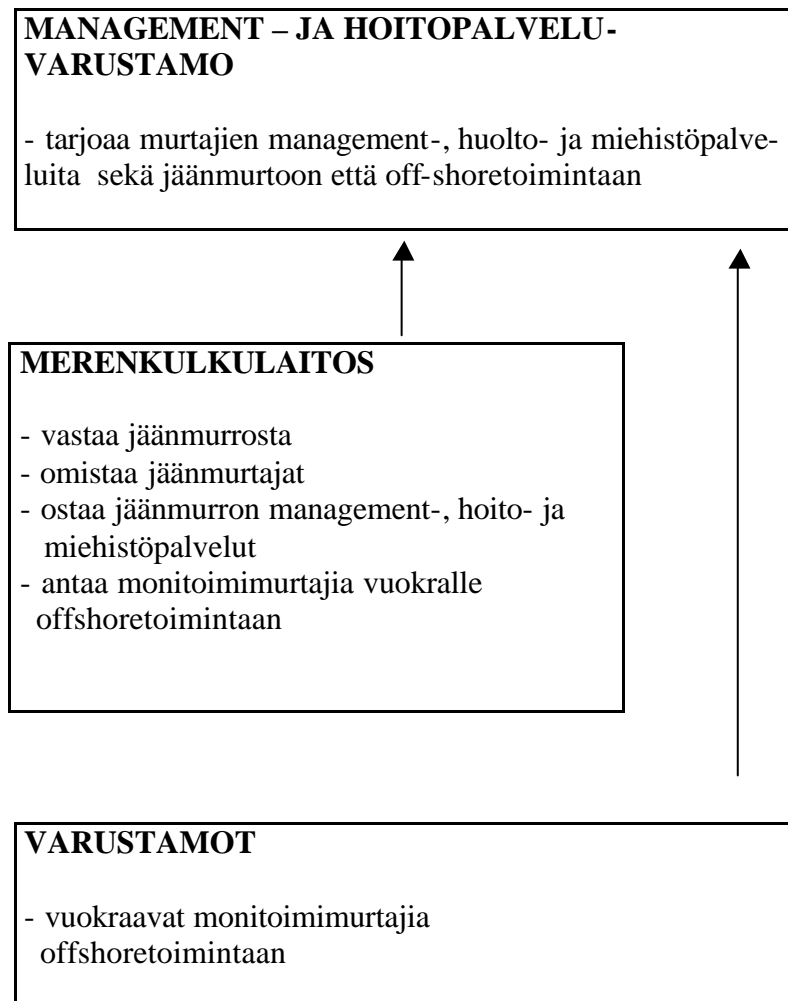 MANAGEMENT – JA HOITOPALVELU-
VARUSTAMO
- tarjoaa murtajien management-, huolto- ja miehistöpalve-
luita sekä jäänmurtoon että off-shoretoimintaan
MERENKULKULAITOS
- vastaa jäänmurrosta
- omistaa jäänmurtajat
- ostaa jäänmurron management-, hoito- ja
miehistöpalvelut
- antaa monitoimimurtajia vuokralle
offshoretoimintaan
VARUSTAMOT
- vuokraavat monitoimimurtajia
offshoretoimintaan